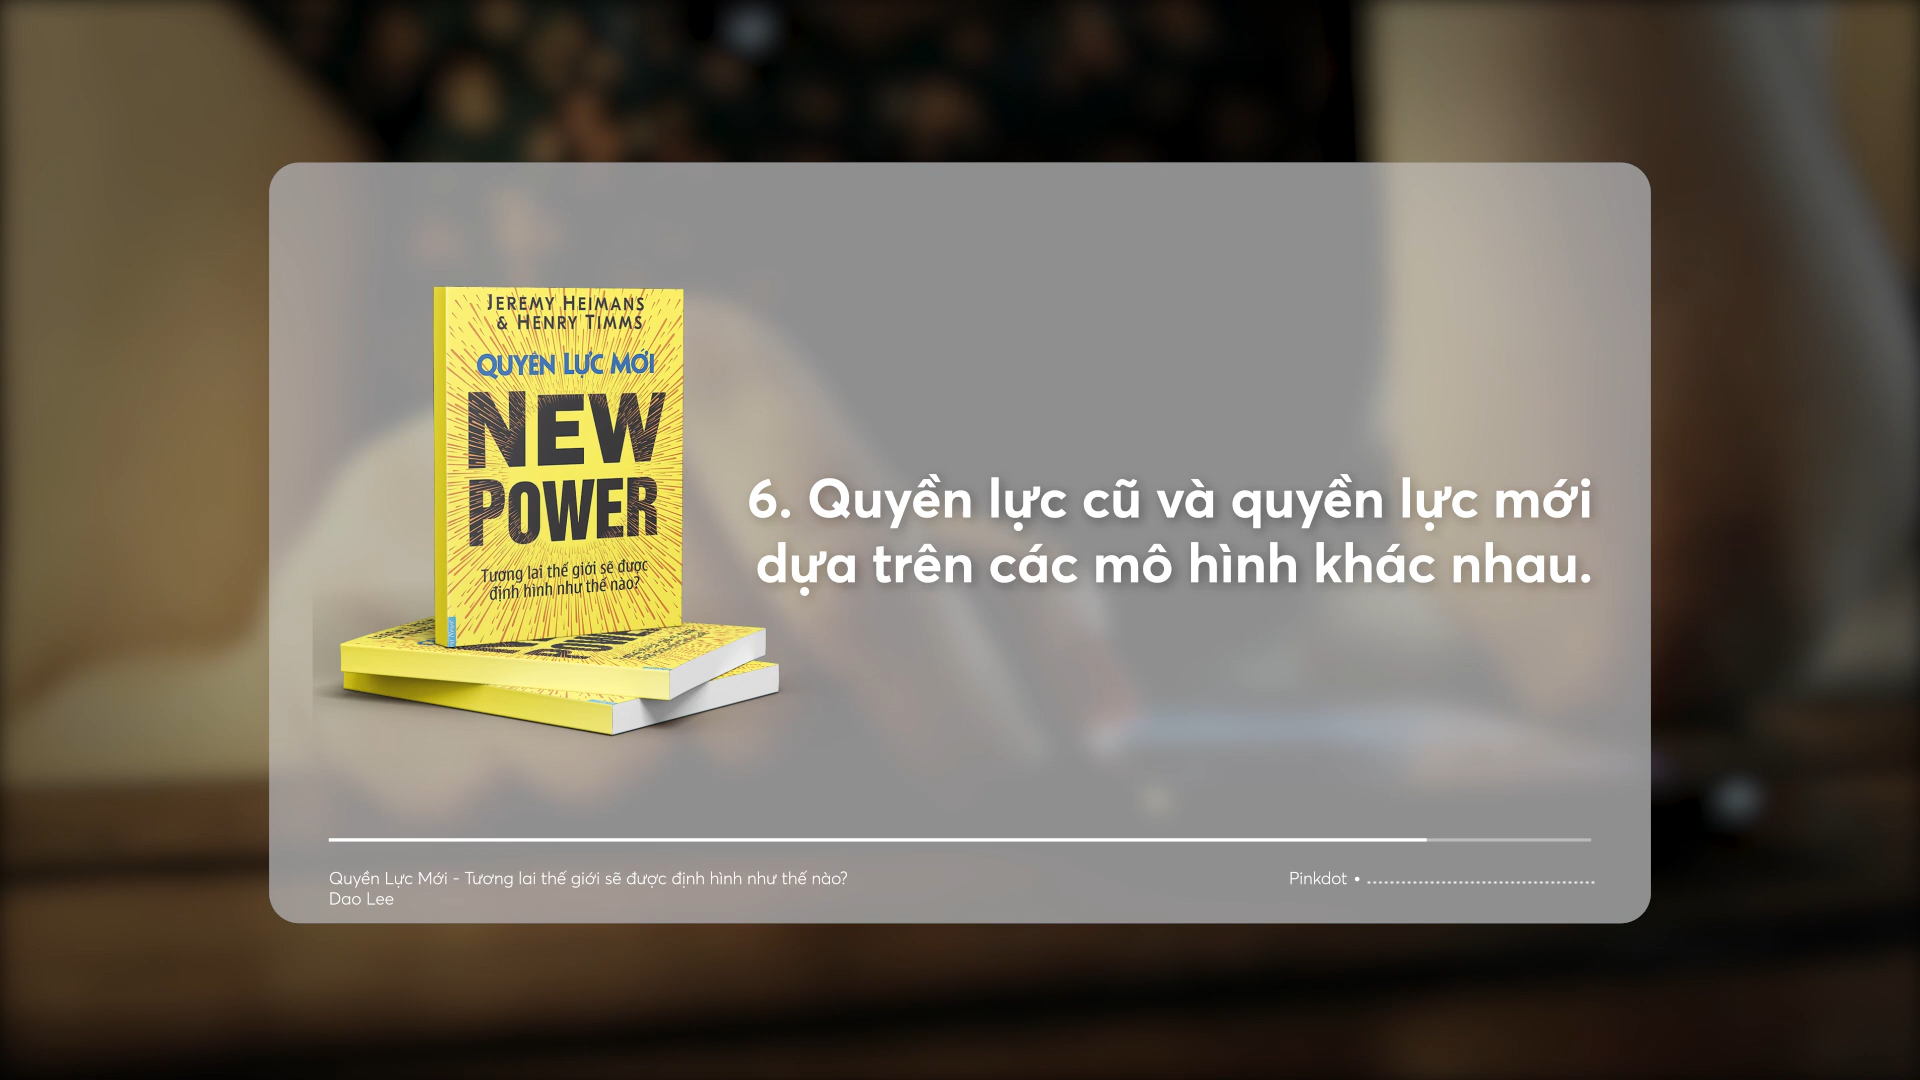 JEREMY HEIMANS
& HENRY TIMMS
QUYỀN LỰC MỚI
NEW
POWER
Tương lai thế giới sẽ được
định hình như thế nào?
6. Quyền lực cũ và quyền lực mới
dựa trên các mô hình khác nhau.
Quyền Lực Mới - Tương lai thế giới sẽ được định hình như thế nào?
Dao Lee
Pinkdot •